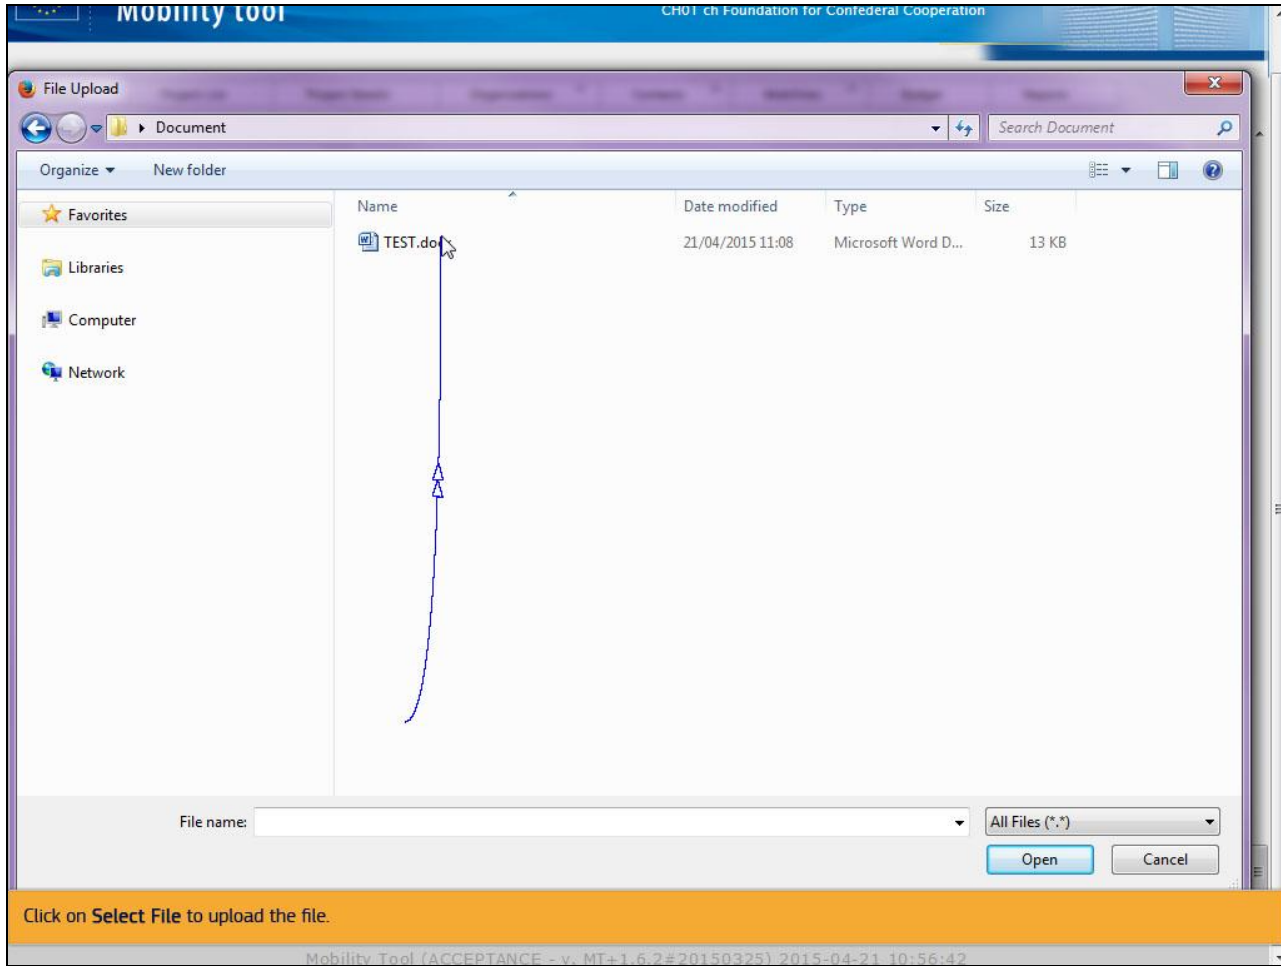 Mobility tool
CH01 ch Foundation for Confederal Cooperation
File Upload
Document
Search Document
Organize
New folder
Name
Date modified
Type
Size
Favorites
TEST.docx
21/04/2015 11:08
Microsoft Word D...
13 KB
Libraries
Computer
Network
File name:
All Files (*.*)
Open
Cancel
Click on Select File to upload the file.
Mobility Tool (ACCEPTANCE - v. MT+1.6.2#20150325) 2015-04-21 10:56:42